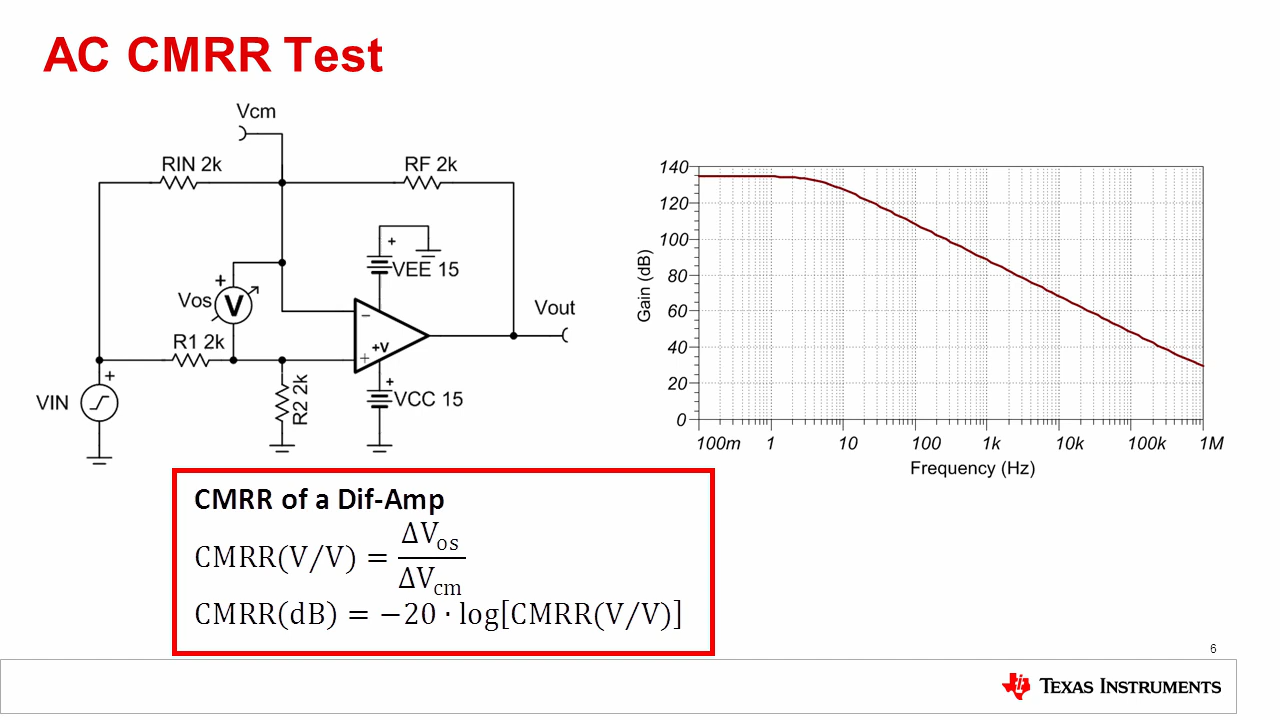 AC CMRR Test
Vcm
RIN 2k
RF 2k
+
VEE 15
+
Vos
V
R1 2k
−
+
+V
Vout
+
VIN
R2 2k
+
VCC 15
Gain (dB)
140
120
100
80
60
40
20
0
100m 1 10 100 1k 10k 100k 1M
Frequency (Hz)
CMRR of a Dif-Amp
CMRR(V/V) = ΔVos / ΔVcm
CMRR(dB) = −20 · log[CMRR(V/V)]
6
TEXAS INSTRUMENTS